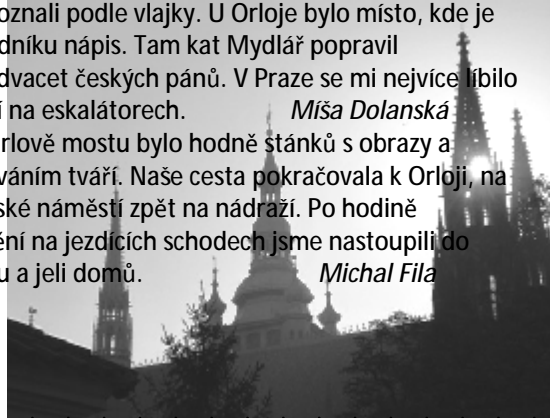 oznali podle vlajky. U Orloje bylo místo, kde je
dníku nápis. Tam kat Mydlář popravil
dvacet českých pánů. V Praze se mi nejvíce líbilo
í na eskalátorech. Míša Dolanská
rlově mostu bylo hodně stánků s obrazy a
váním tváří. Naše cesta pokračovala k Orloji, na
ské náměstí zpět na nádraží. Po hodině
ění na jezdících schodech jsme nastoupili do
u a jeli domů. Michal Fila